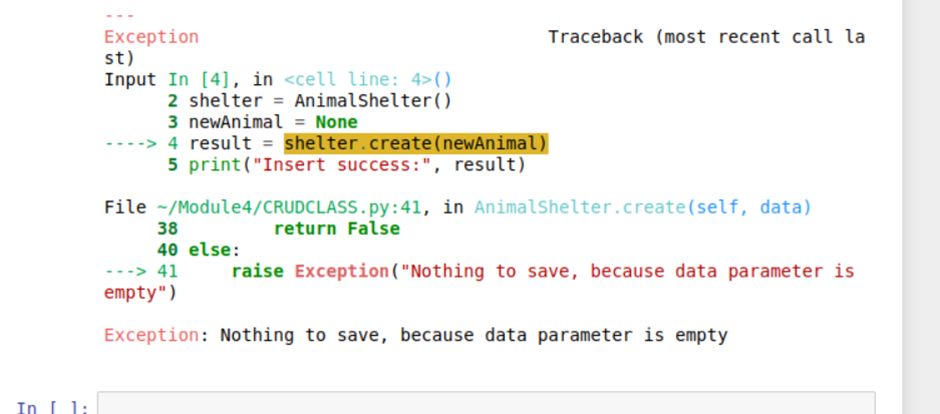 ---
Exception                                 Traceback (most recent call la
st)
Input In [4], in <cell line: 4>()
      2 shelter = AnimalShelter()
      3 newAnimal = None
----> 4 result = shelter.create(newAnimal)
      5 print("Insert success:", result)

File ~/Module4/CRUDCLASS.py:41, in AnimalShelter.create(self, data)
     38         return False
     40 else:
---> 41     raise Exception("Nothing to save, because data parameter is
empty")

Exception: Nothing to save, because data parameter is empty

In [ ]: